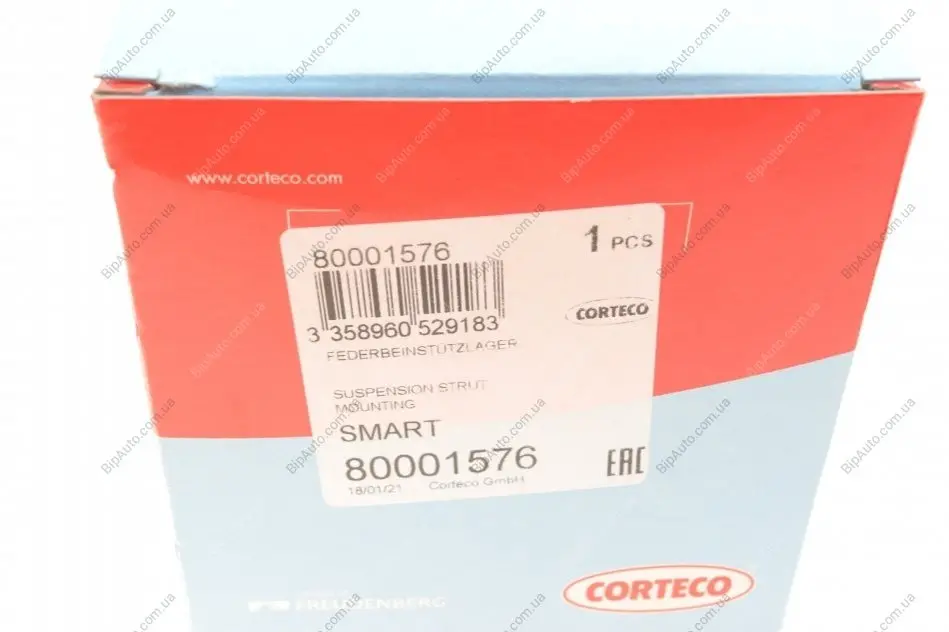 www.corteco.com
80001576
1 PCS
3 358960 529183
CORTECO
FEDERBEINSTÜTZLAGER
SUSPENSION STRUT
MOUNTING
SMART
80001576
EAC
18/01/21 Corteco GmbH
CORTECO
FREUDENBERG
BipAuto.com.ua